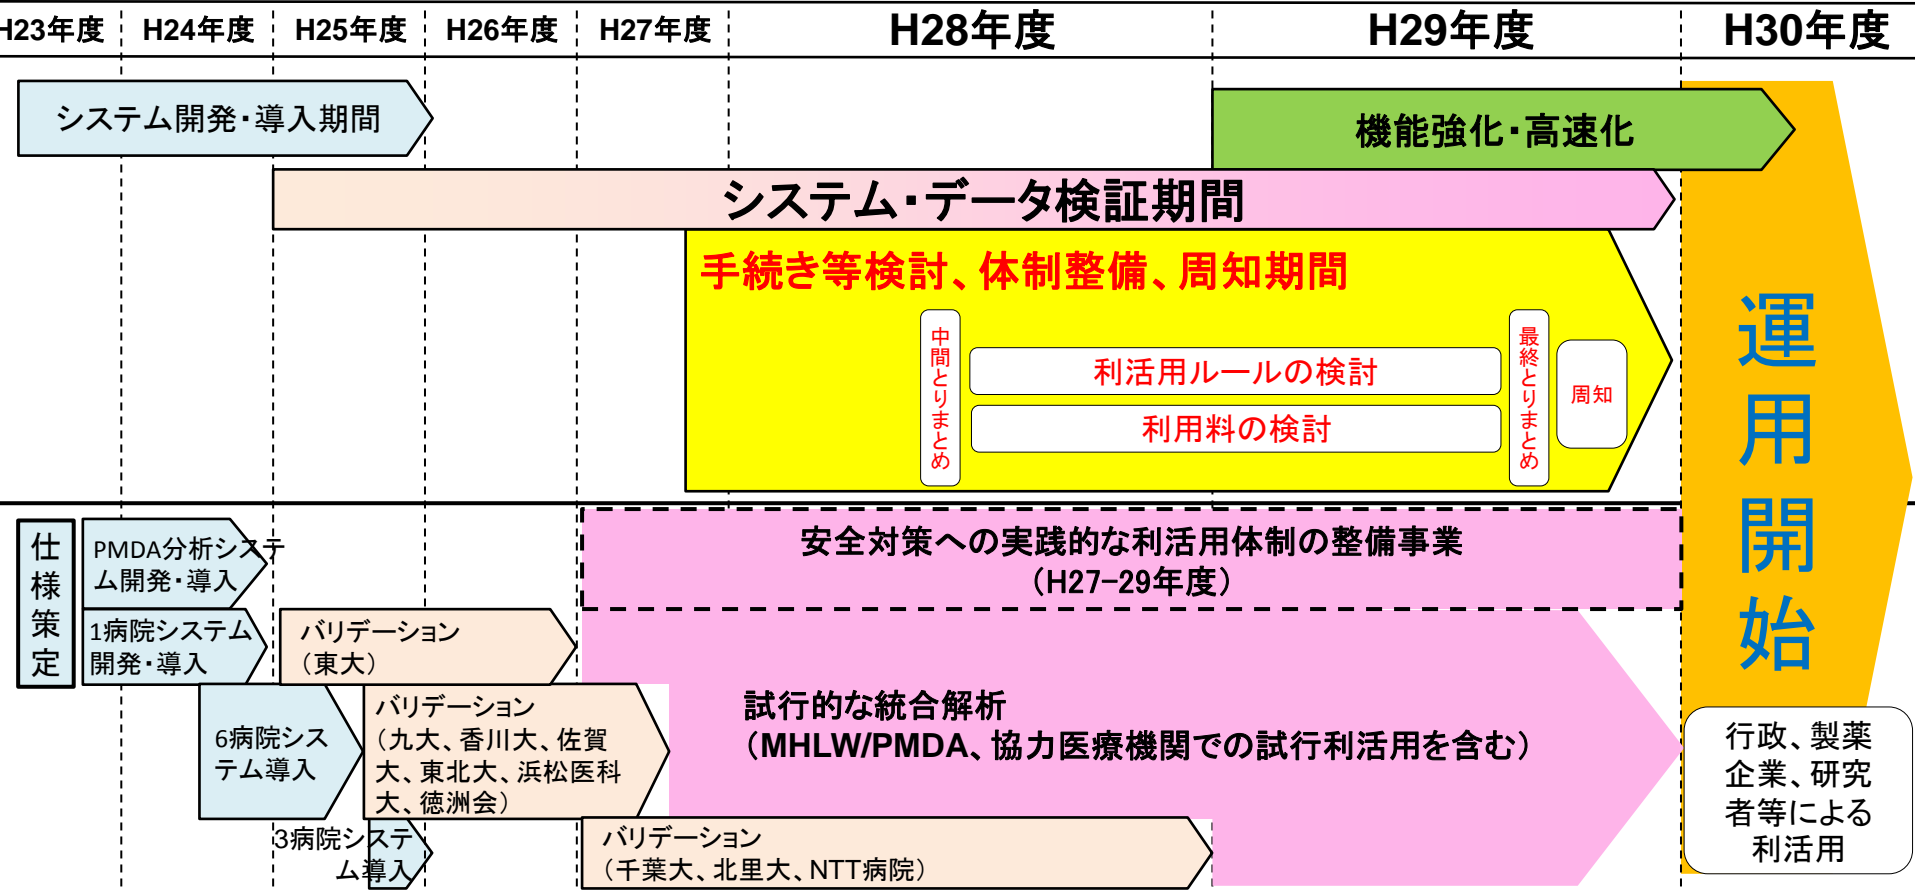 H23年度 H24年度 H25年度 H26年度 H27年度 H28年度 H29年度 H30年度
システム開発・導入期間
機能強化・高速化
システム・データ検証期間
手続き等検討、体制整備、周知期間
中間とりまとめ
利活用ルールの検討
利用料の検討
最終とりまとめ
周知
運用開始
仕様策定
PMDA分析システ
ム開発・導入
安全対策への実践的な利活用体制の整備事業
（H27−29年度）
1病院システム
開発・導入
バリデーション
（東大）
6病院シス
テム導入
バリデーション
（九大、香川大、佐賀
大、東北大、浜松医科
大、徳洲会）
試行的な統合解析
（MHLW/PMDA、協力医療機関での試行利活用を含む）
3病院システ
ム導入
バリデーション
（千葉大、北里大、NTT病院）
行政、製薬
企業、研究
者等による
利活用